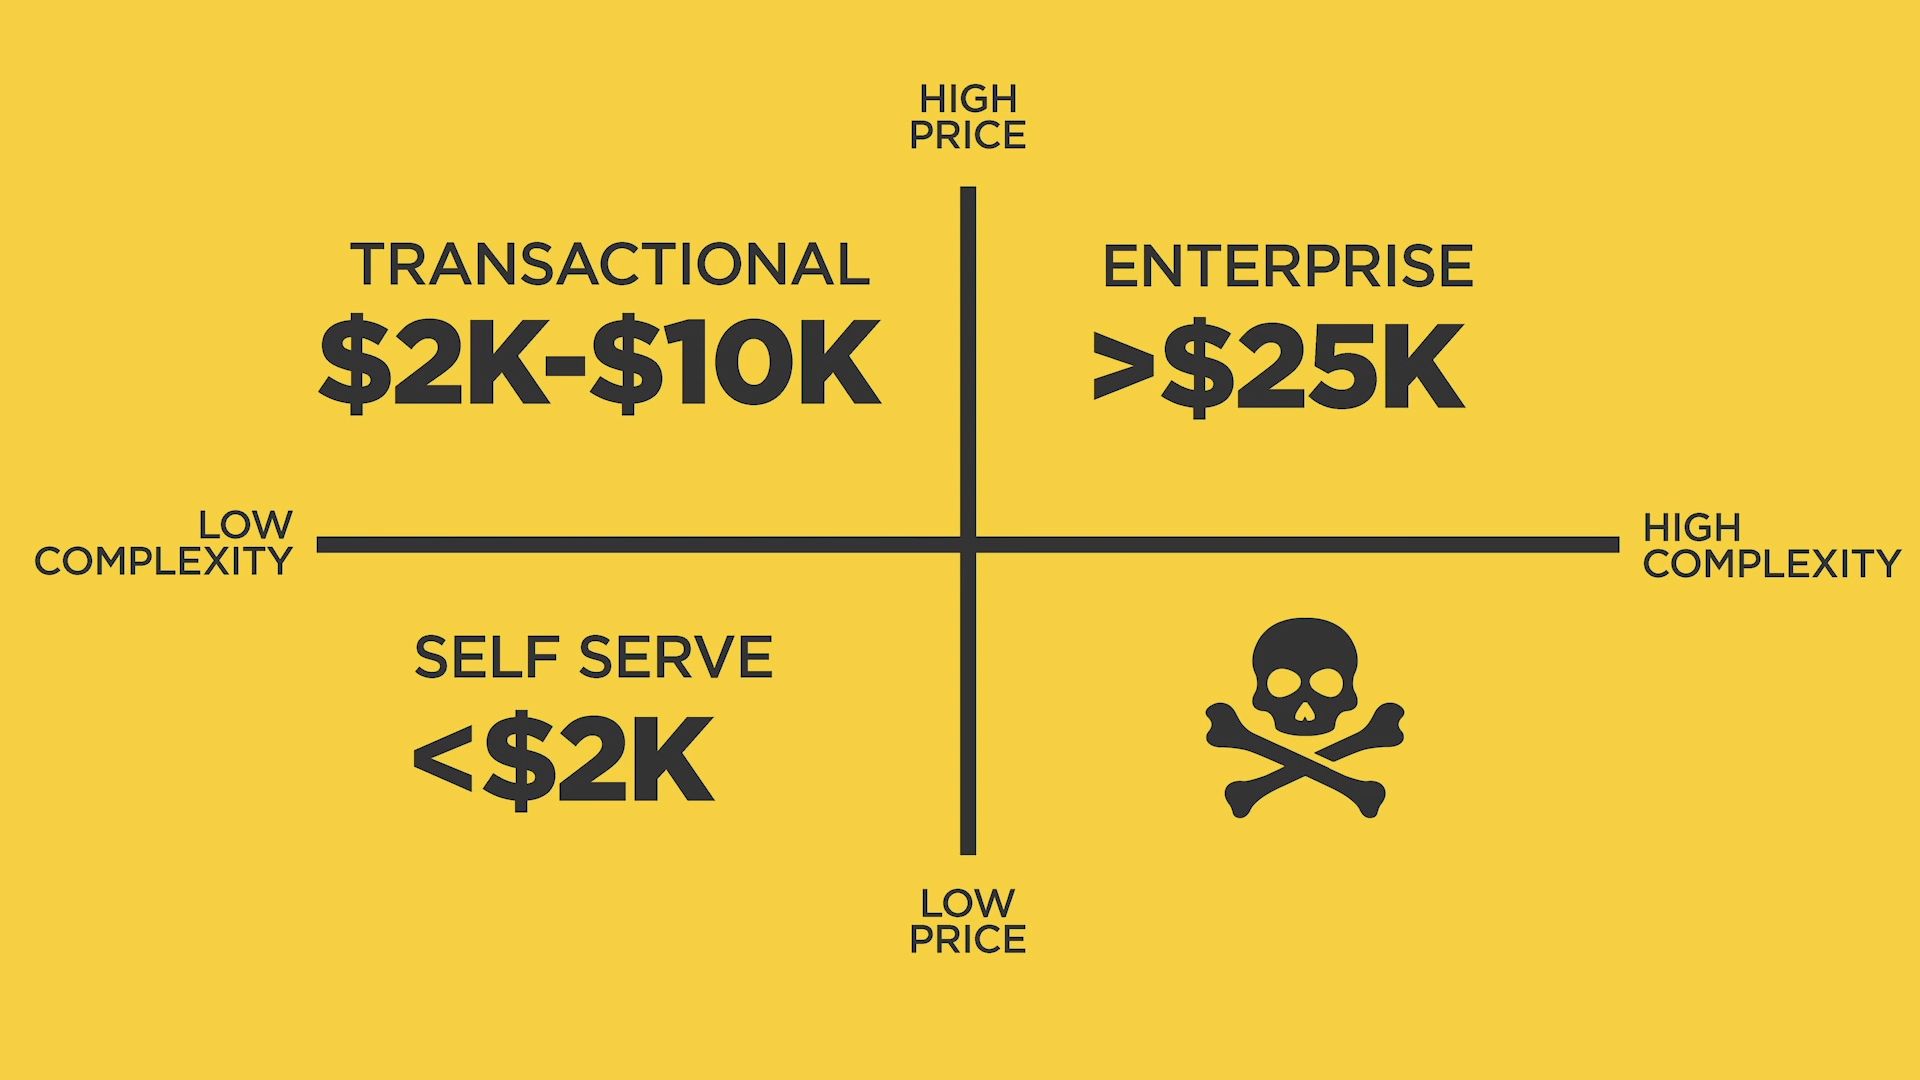 HIGH
PRICE
TRANSACTIONAL
$2K-$10K
ENTERPRISE
>$25K
LOW
COMPLEXITY
HIGH
COMPLEXITY
SELF SERVE
<$2K
LOW
PRICE